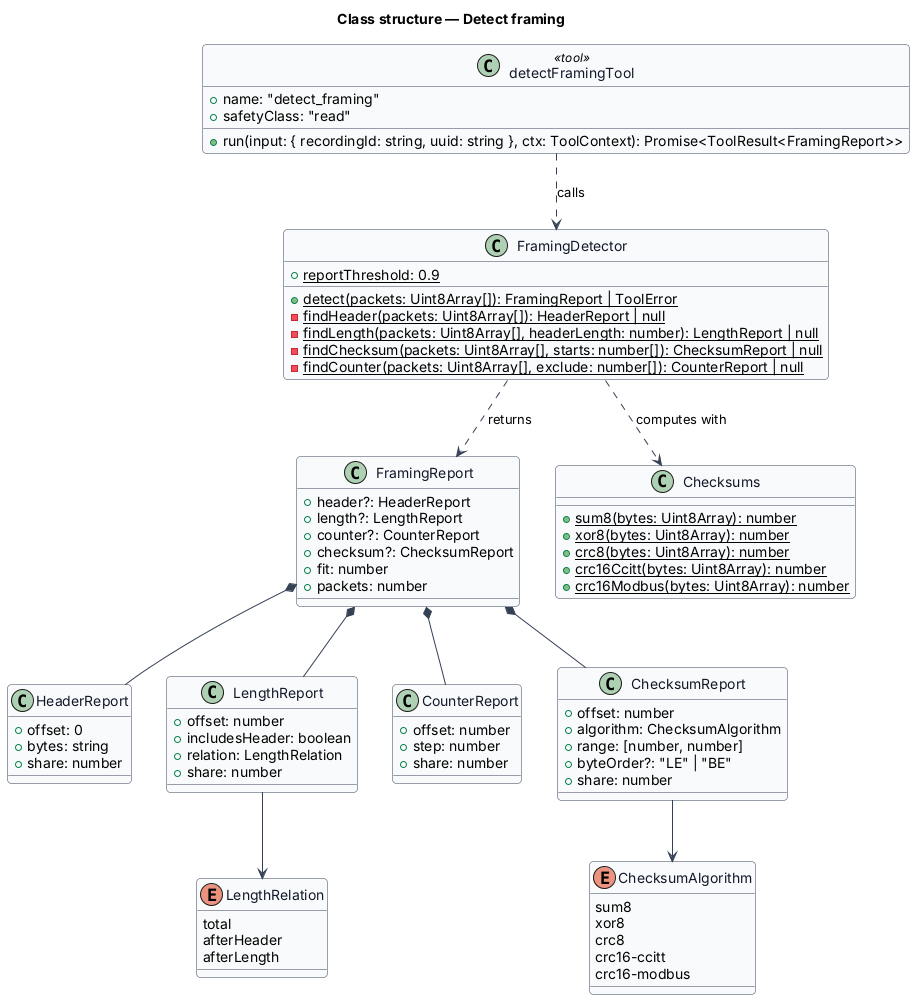 Class structure — Detect framing
C
«tool»
detectFramingTool
name: "detect_framing"
safetyClass: "read"
run(input: { recordingId: string, uuid: string }, ctx: ToolContext): Promise<ToolResult<FramingReport>>
calls
C FramingDetector
reportThreshold: 0.9
detect(packets: Uint8Array[]): FramingReport | ToolError
findHeader(packets: Uint8Array[]): HeaderReport | null
findLength(packets: Uint8Array[], headerLength: number): LengthReport | null
findChecksum(packets: Uint8Array[], starts: number[]): ChecksumReport | null
findCounter(packets: Uint8Array[], exclude: number[]): CounterReport | null
returns
computes with
C FramingReport
header?: HeaderReport
length?: LengthReport
counter?: CounterReport
checksum?: ChecksumReport
fit: number
packets: number
C Checksums
sum8(bytes: Uint8Array): number
xor8(bytes: Uint8Array): number
crc8(bytes: Uint8Array): number
crc16Ccitt(bytes: Uint8Array): number
crc16Modbus(bytes: Uint8Array): number
C HeaderReport
offset: 0
bytes: string
share: number
C LengthReport
offset: number
includesHeader: boolean
relation: LengthRelation
share: number
C CounterReport
offset: number
step: number
share: number
C ChecksumReport
offset: number
algorithm: ChecksumAlgorithm
range: [number, number]
byteOrder?: "LE" | "BE"
share: number
E LengthRelation
total
afterHeader
afterLength
E ChecksumAlgorithm
sum8
xor8
crc8
crc16-ccitt
crc16-modbus